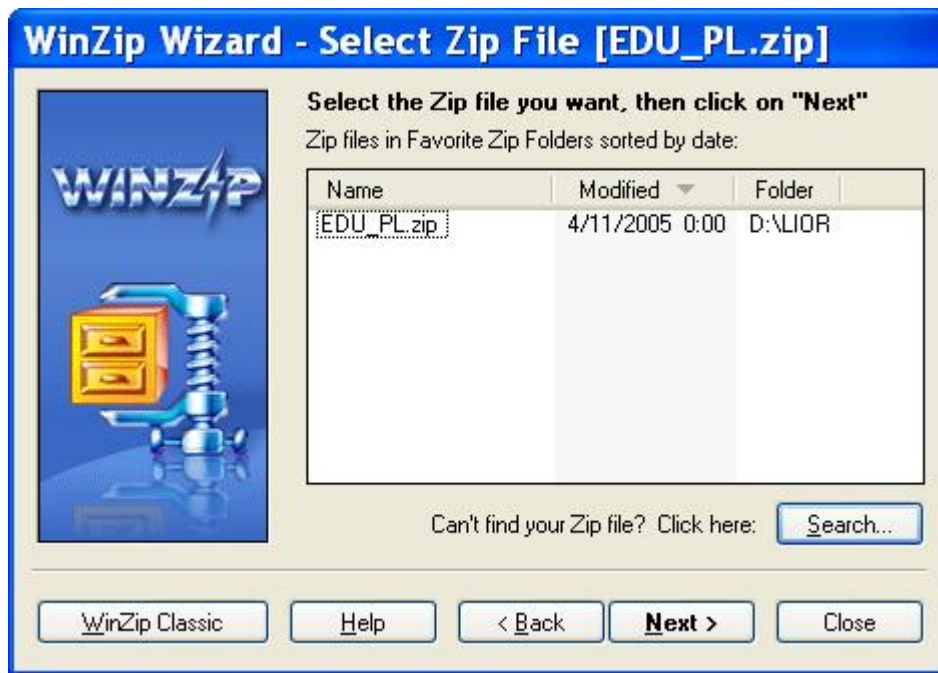 WinZip Wizard - Select Zip File [EDU_PL.zip]
WINZIP
Select the Zip file you want, then click on "Next"
Zip files in Favorite Zip Folders sorted by date:
Name Modified Folder
EDU_PL.zip 4/11/2005 0:00 D:\LIOR
Can't find your Zip file? Click here: Search...
WinZip Classic Help < Back Next > Close